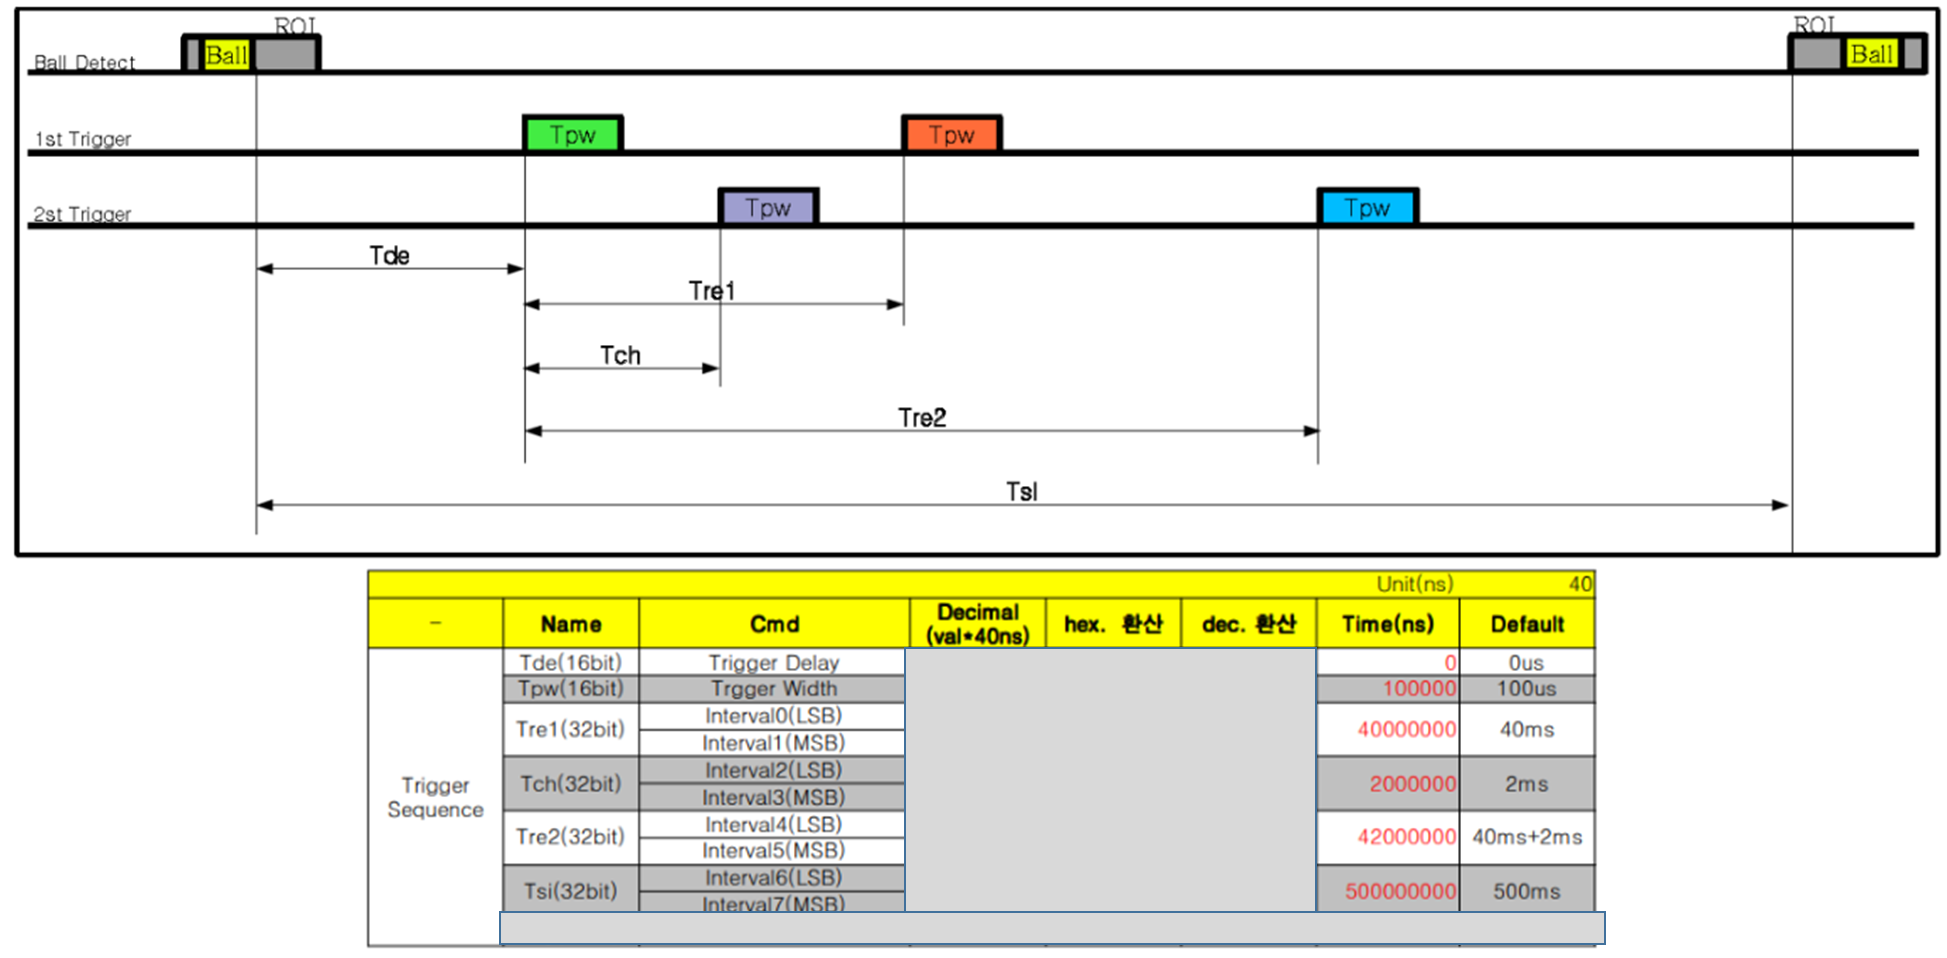 ROI
ROI
Ball Detect
Ball
Ball
1st Trigger
Tpw
Tpw
2st Trigger
Tpw
Tpw
Tde
Tre1
Tch
Tre2
Tsl
Unit(ns) 40
- Name Cmd Decimal (val*40ns) hex. 환산 dec. 환산 Time(ns) Default
Trigger Sequence
Tde(16bit) Trigger Delay 0 0us
Tpw(16bit) Trgger Width 100000 100us
Tre1(32bit) Interval0(LSB) 40000000 40ms
Interval1(MSB)
Tch(32bit) Interval2(LSB) 2000000 2ms
Interval3(MSB)
Tre2(32bit) Interval4(LSB) 42000000 40ms+2ms
Interval5(MSB)
Tsi(32bit) Interval6(LSB) 500000000 500ms
Interval7(MSB)